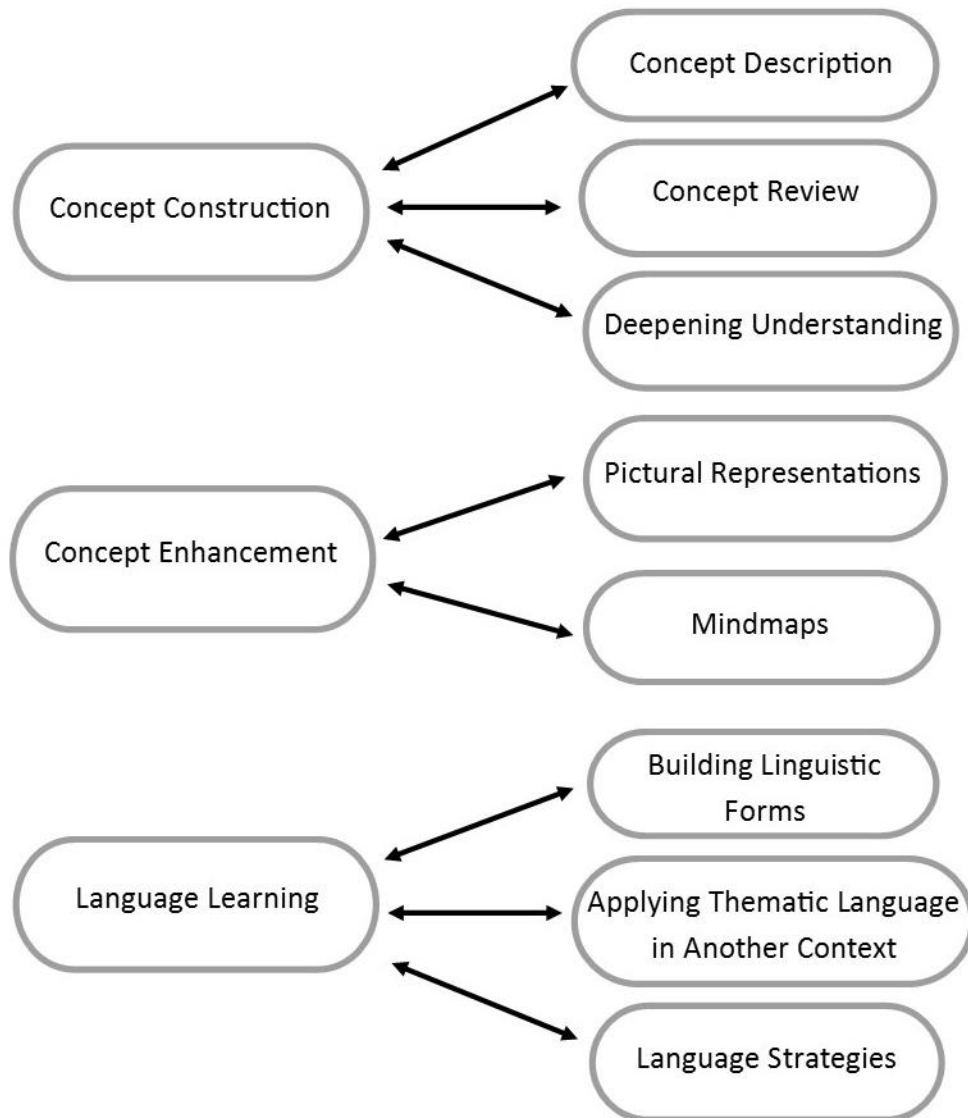 Concept Construction
Concept Description
Concept Review
Deepening Understanding
Concept Enhancement
Pictural Representations
Mindmaps
Language Learning
Building Linguistic
Forms
Applying Thematic Language
in Another Context
Language Strategies